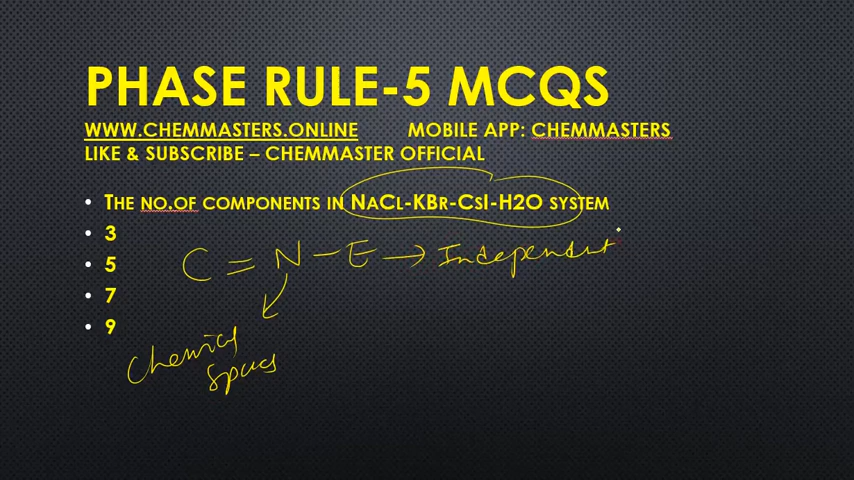 PHASE RULE-5 MCQS
WWW.CHEMMASTERS.ONLINE MOBILE APP: CHEMMASTERS
LIKE & SUBSCRIBE – CHEMMASTER OFFICIAL
• THE NO.OF COMPONENTS IN NACL-KBR-CSI-H2O SYSTEM
• 3
• 5
• 7
• 9
C = N - E → Independent
Chemical